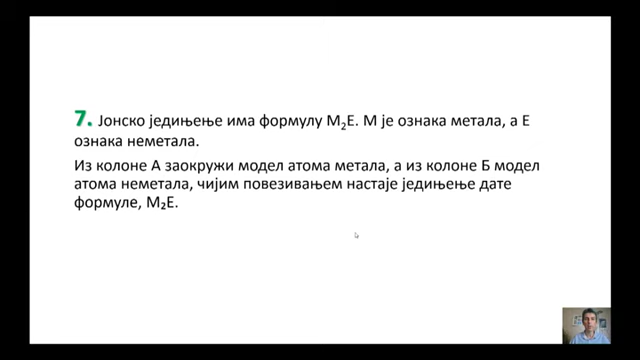 7. Јонско једињење има формулу M₂E. М је ознака метала, а Е
ознака неметала.
Из колоне А заокружи модел атома метала, а из колоне Б модел
атома неметала, чијим повезивањем настаје једињење дате
формуле, M₂E.